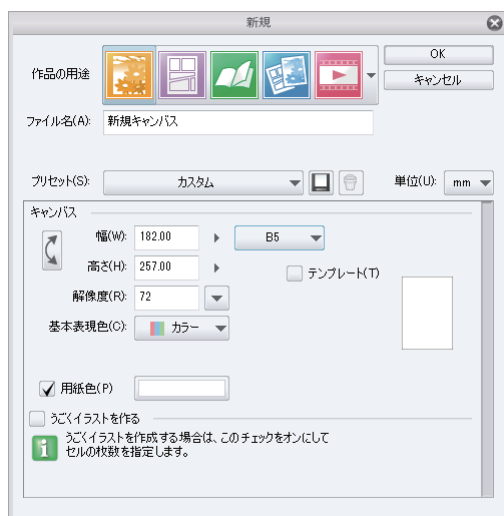 新規
作品の用途
OK
キャンセル
ファイル名(A): 新規キャンバス
プリセット(S): カスタム 単位(U): mm
キャンバス
幅(W): 182.00 B5
高さ(H): 257.00 テンプレート(T)
解像度(R): 72
基本表現色(C): カラー
用紙色(P)
うごくイラストを作る
うごくイラストを作成する場合は、このチェックをオンにして
セルの枚数を指定します。